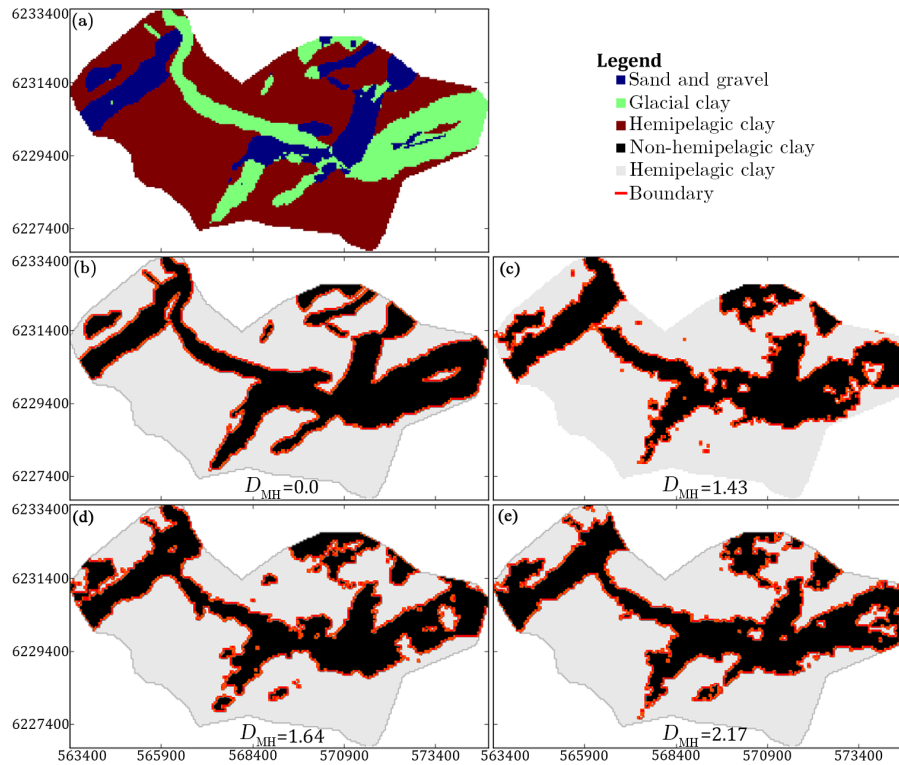 6233400
(a)
6231400
6229400
6227400
Legend
Sand and gravel
Glacial clay
Hemipelagic clay
Non-hemipelagic clay
Hemipelagic clay
Boundary
6233400
(b)
(c)
6231400
6229400
6227400
D_MH=0.0
D_MH=1.43
6233400
(d)
(e)
6231400
6229400
6227400
D_MH=1.64
D_MH=2.17
563400 565900 568400 570900 573400 563400 565900 568400 570900 573400